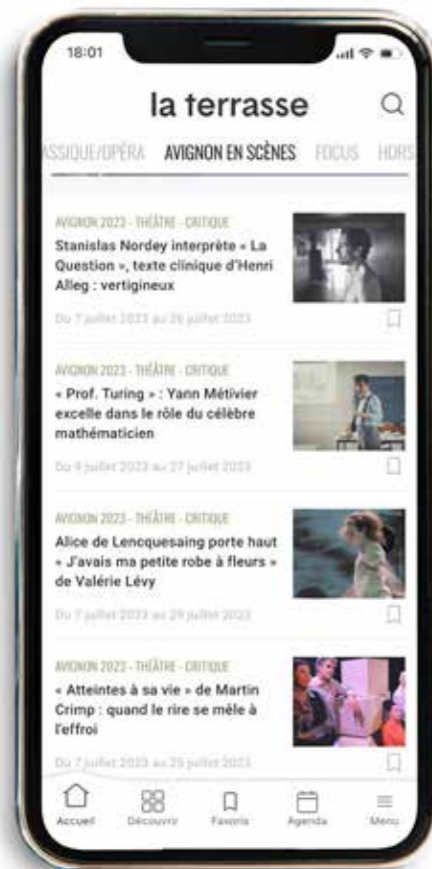 18:01
la terrasse
ASSIQUE/OPÉRA AVIGNON EN SCÈNES FOCUS HORS
AVIGNON 2023 - THÉÂTRE - CRITIQUE
Stanislas Nordey interprète « La
Question », texte clinique d'Henri
Alleg : vertigineux
Du 7 juillet 2023 au 26 juillet 2023
AVIGNON 2023 - THÉÂTRE - CRITIQUE
« Prof. Turing » : Yann Métivier
excelle dans le rôle du célèbre
mathématicien
Du 9 juillet 2023 au 27 juillet 2023
AVIGNON 2023 - THÉÂTRE - CRITIQUE
Alice de Lencquesaing porte haut
« J'avais ma petite robe à fleurs »
de Valérie Lévy
Du 7 juillet 2023 au 29 juillet 2023
AVIGNON 2023 - THÉÂTRE - CRITIQUE
« Atteintes à sa vie » de Martin
Crimp : quand le rire se mêle à
l'effroi
Du 7 juillet 2023 au 25 juillet 2023
Accueil Découvrir Favoris Agenda Menu